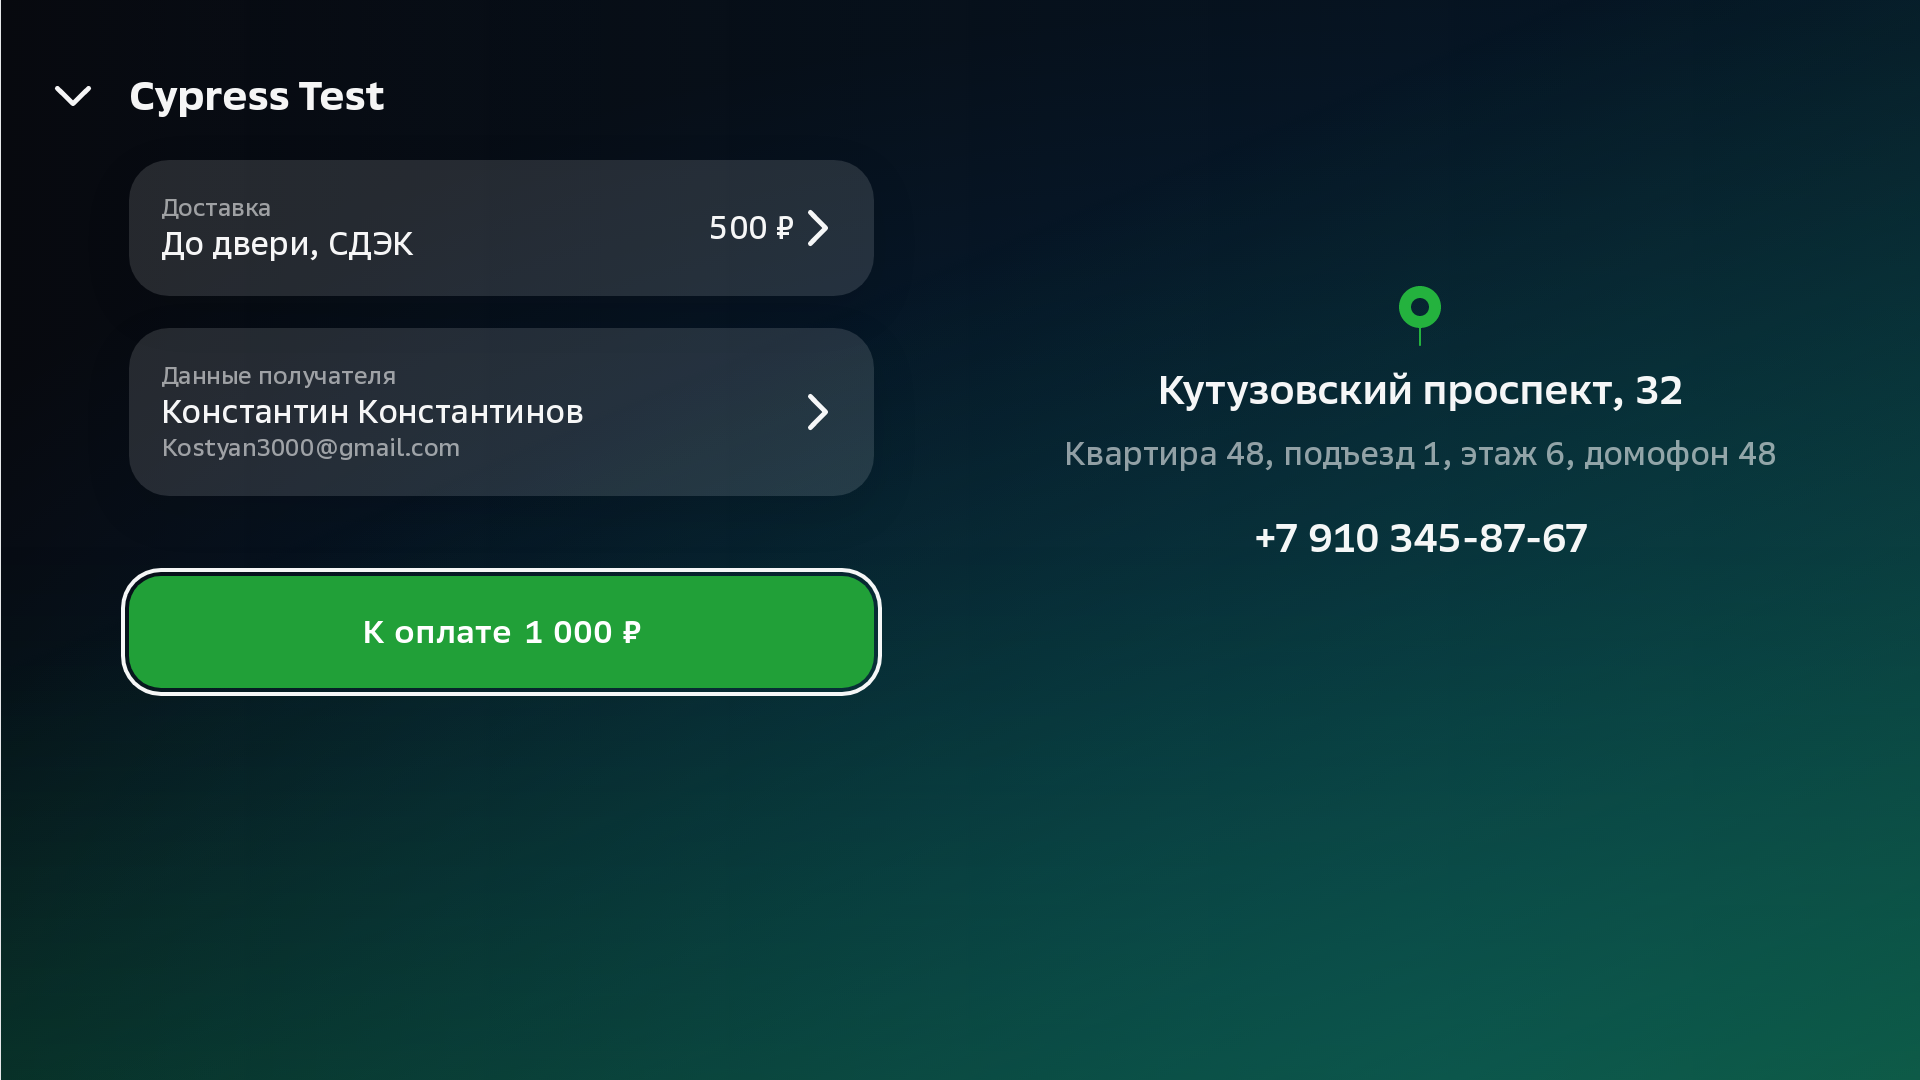 Cypress Test
Доставка
До двери, СДЭК
500 ₽
Данные получателя
Константин Константинов
Kostyan3000@gmail.com
К оплате 1 000 ₽
Кутузовский проспект, 32
Квартира 48, подъезд 1, этаж 6, домофон 48
+7 910 345-87-67